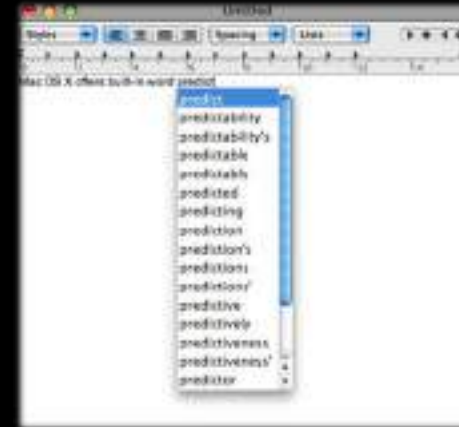 Untitled
Styles Spacing Lists
Mac OS X offers built-in word predict
predict
predictability
predictability's
predictable
predictably
predicted
predicting
prediction
prediction's
predictions
predictions'
predictive
predictively
predictiveness
predictiveness'
predictor